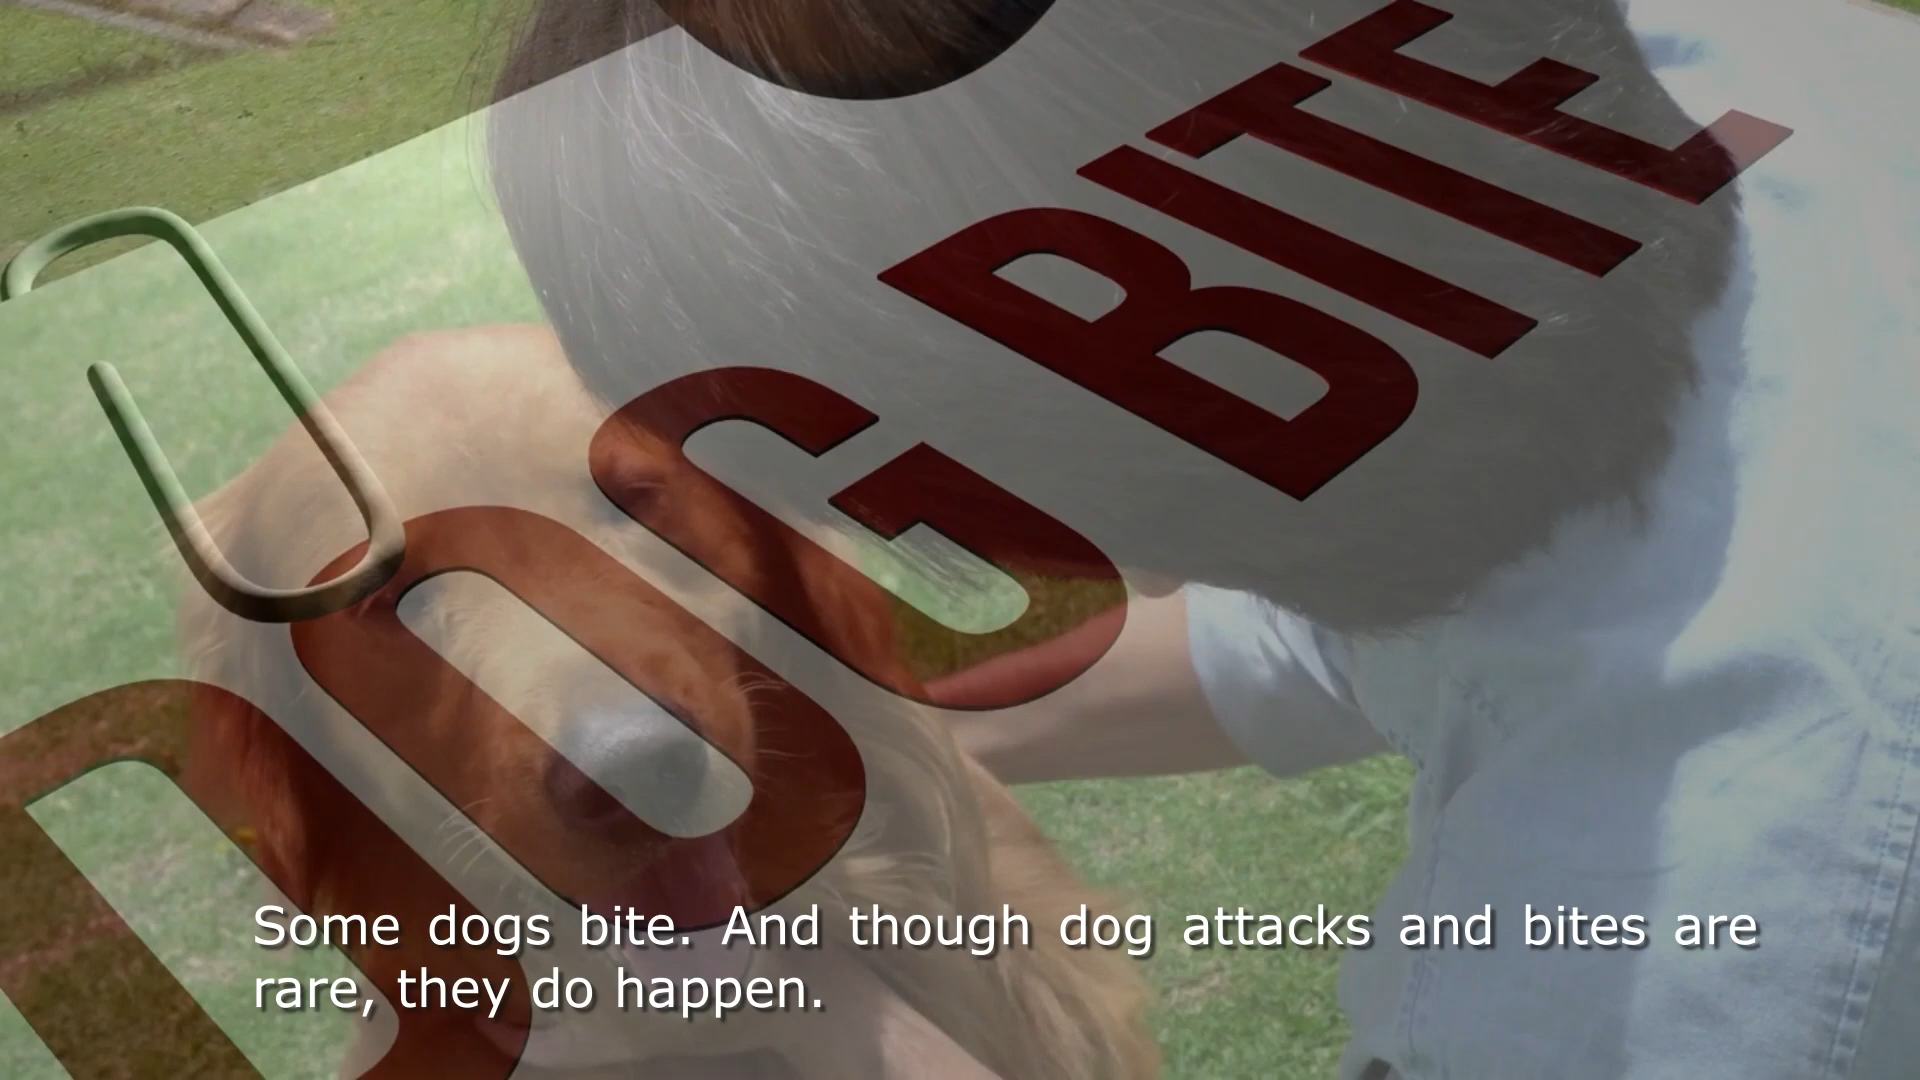 DOG BITE
Some dogs bite. And though dog attacks and bites are
rare, they do happen.